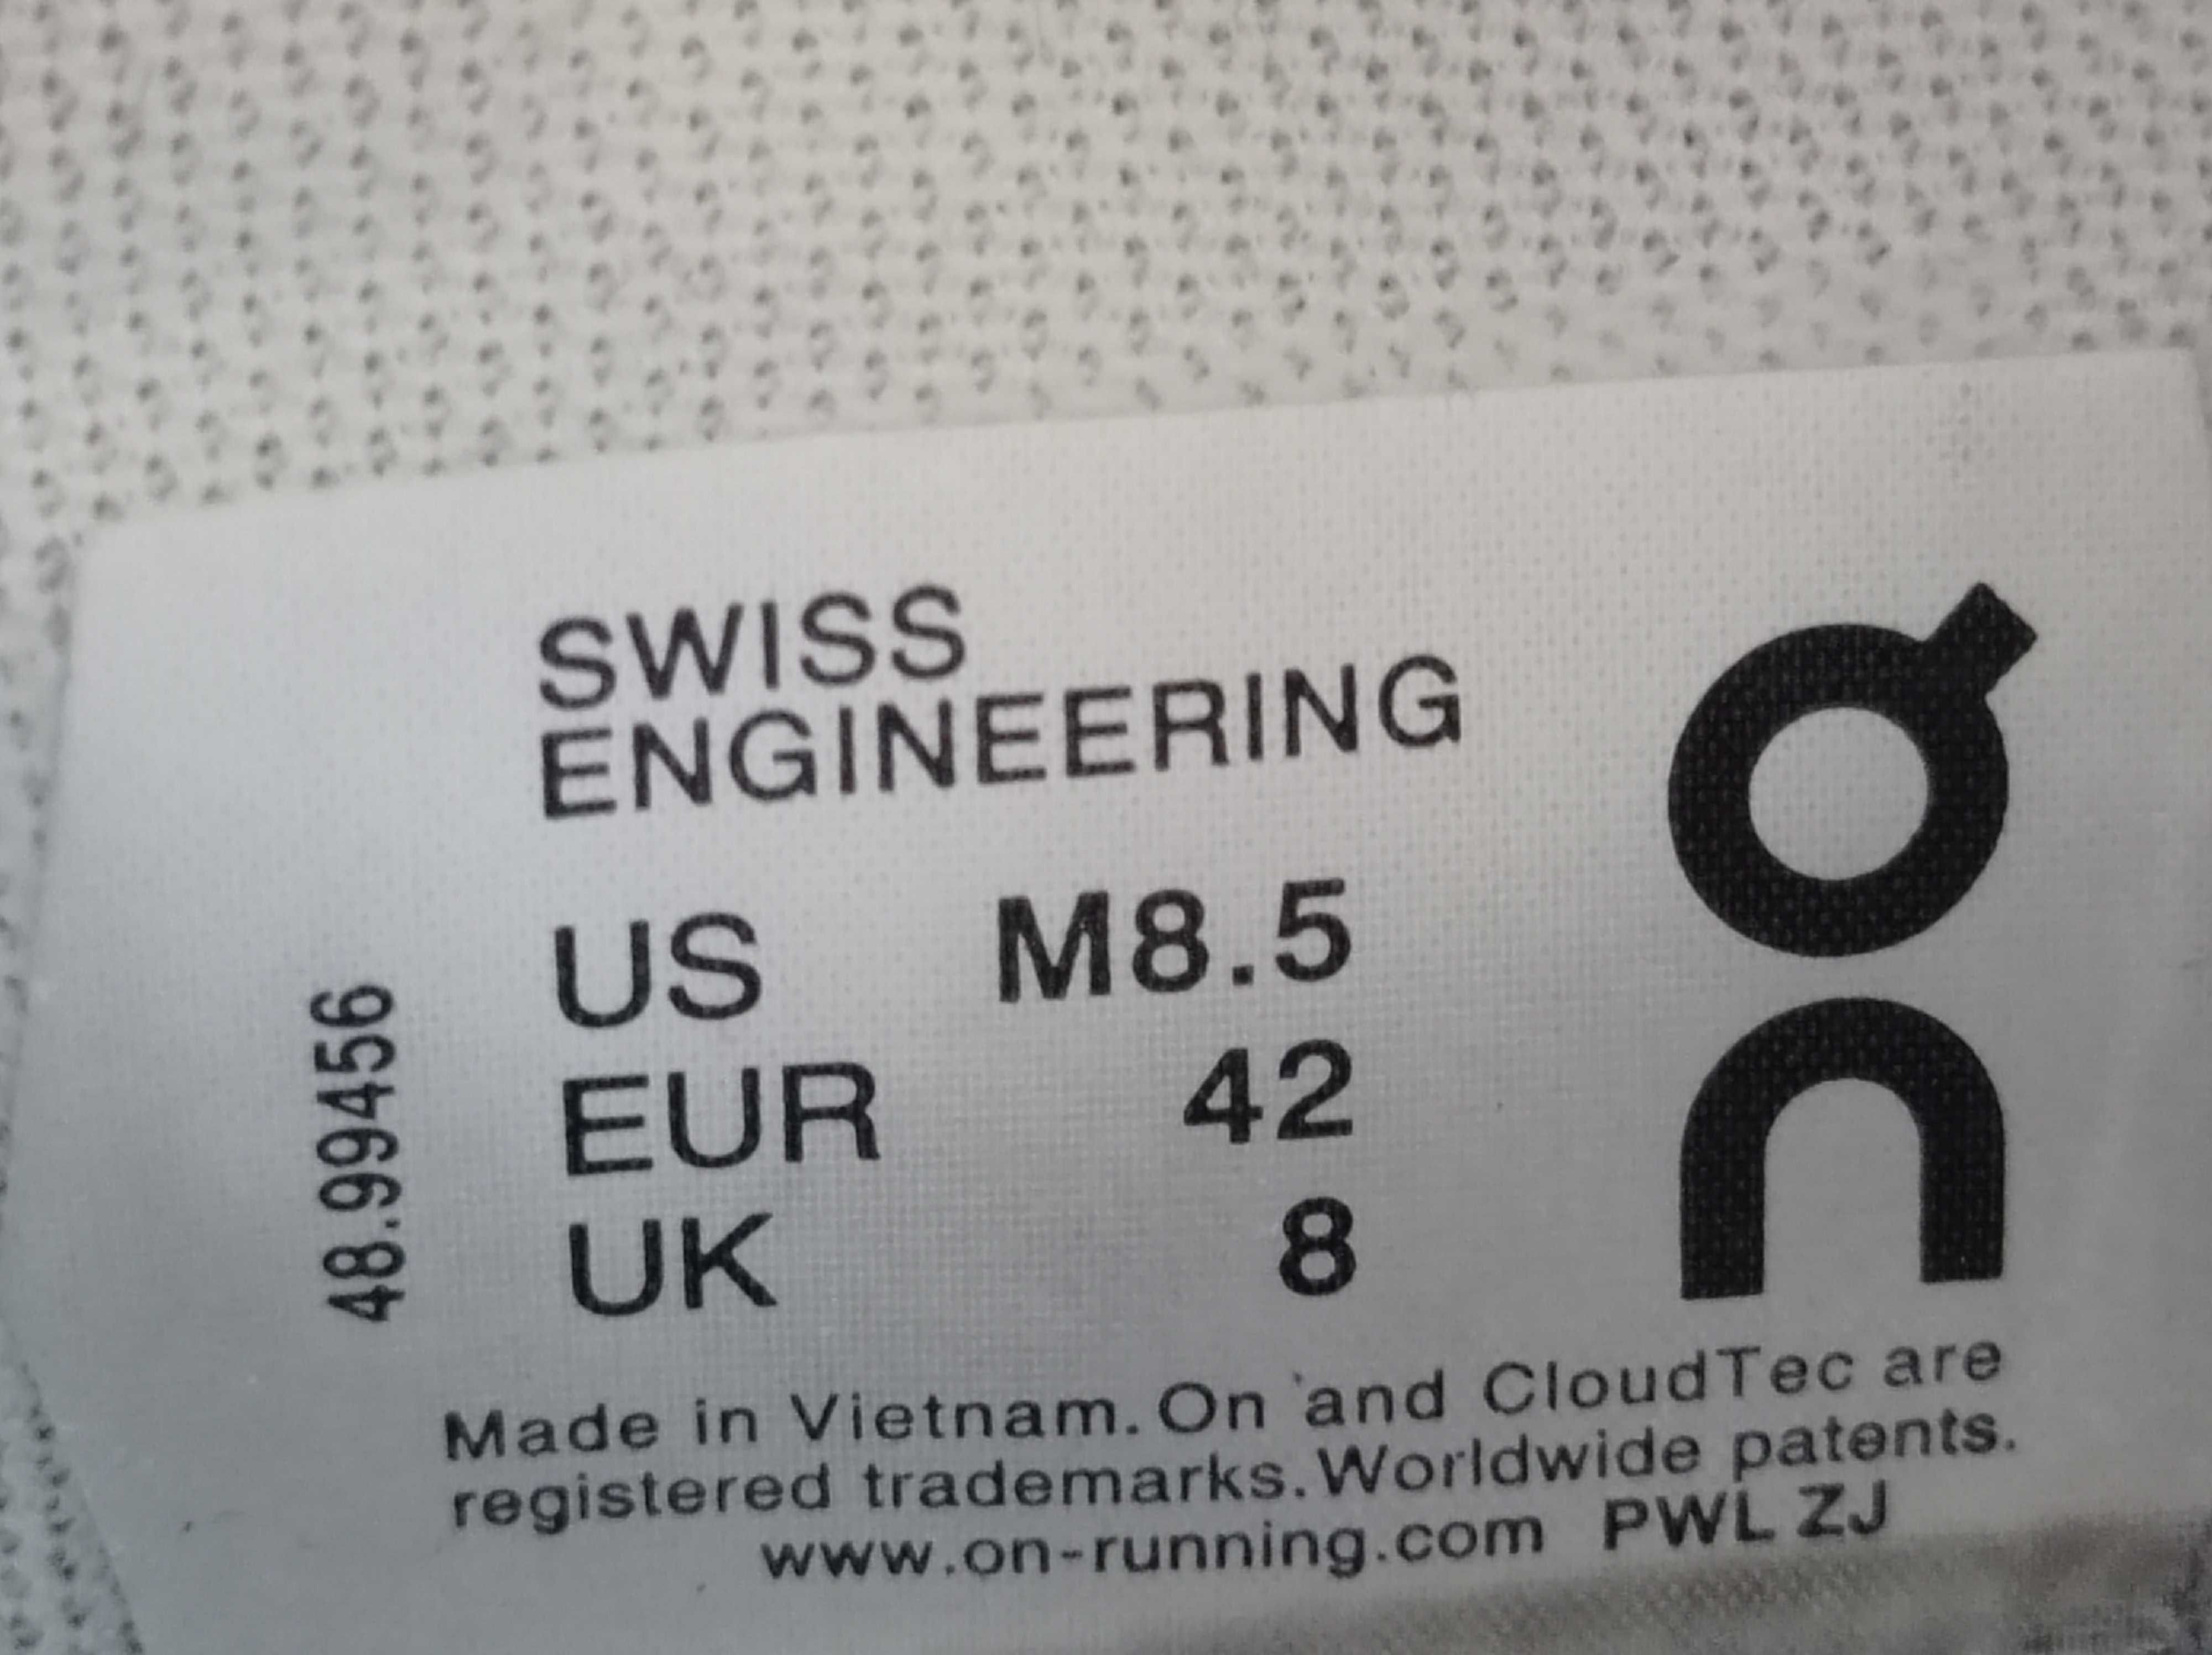 SWISS
ENGINEERING
US M8.5
EUR 42
UK 8
48.99456
on
Made in Vietnam. On and CloudTec are
registered trademarks. Worldwide patents.
www.on-running.com PWL ZJ